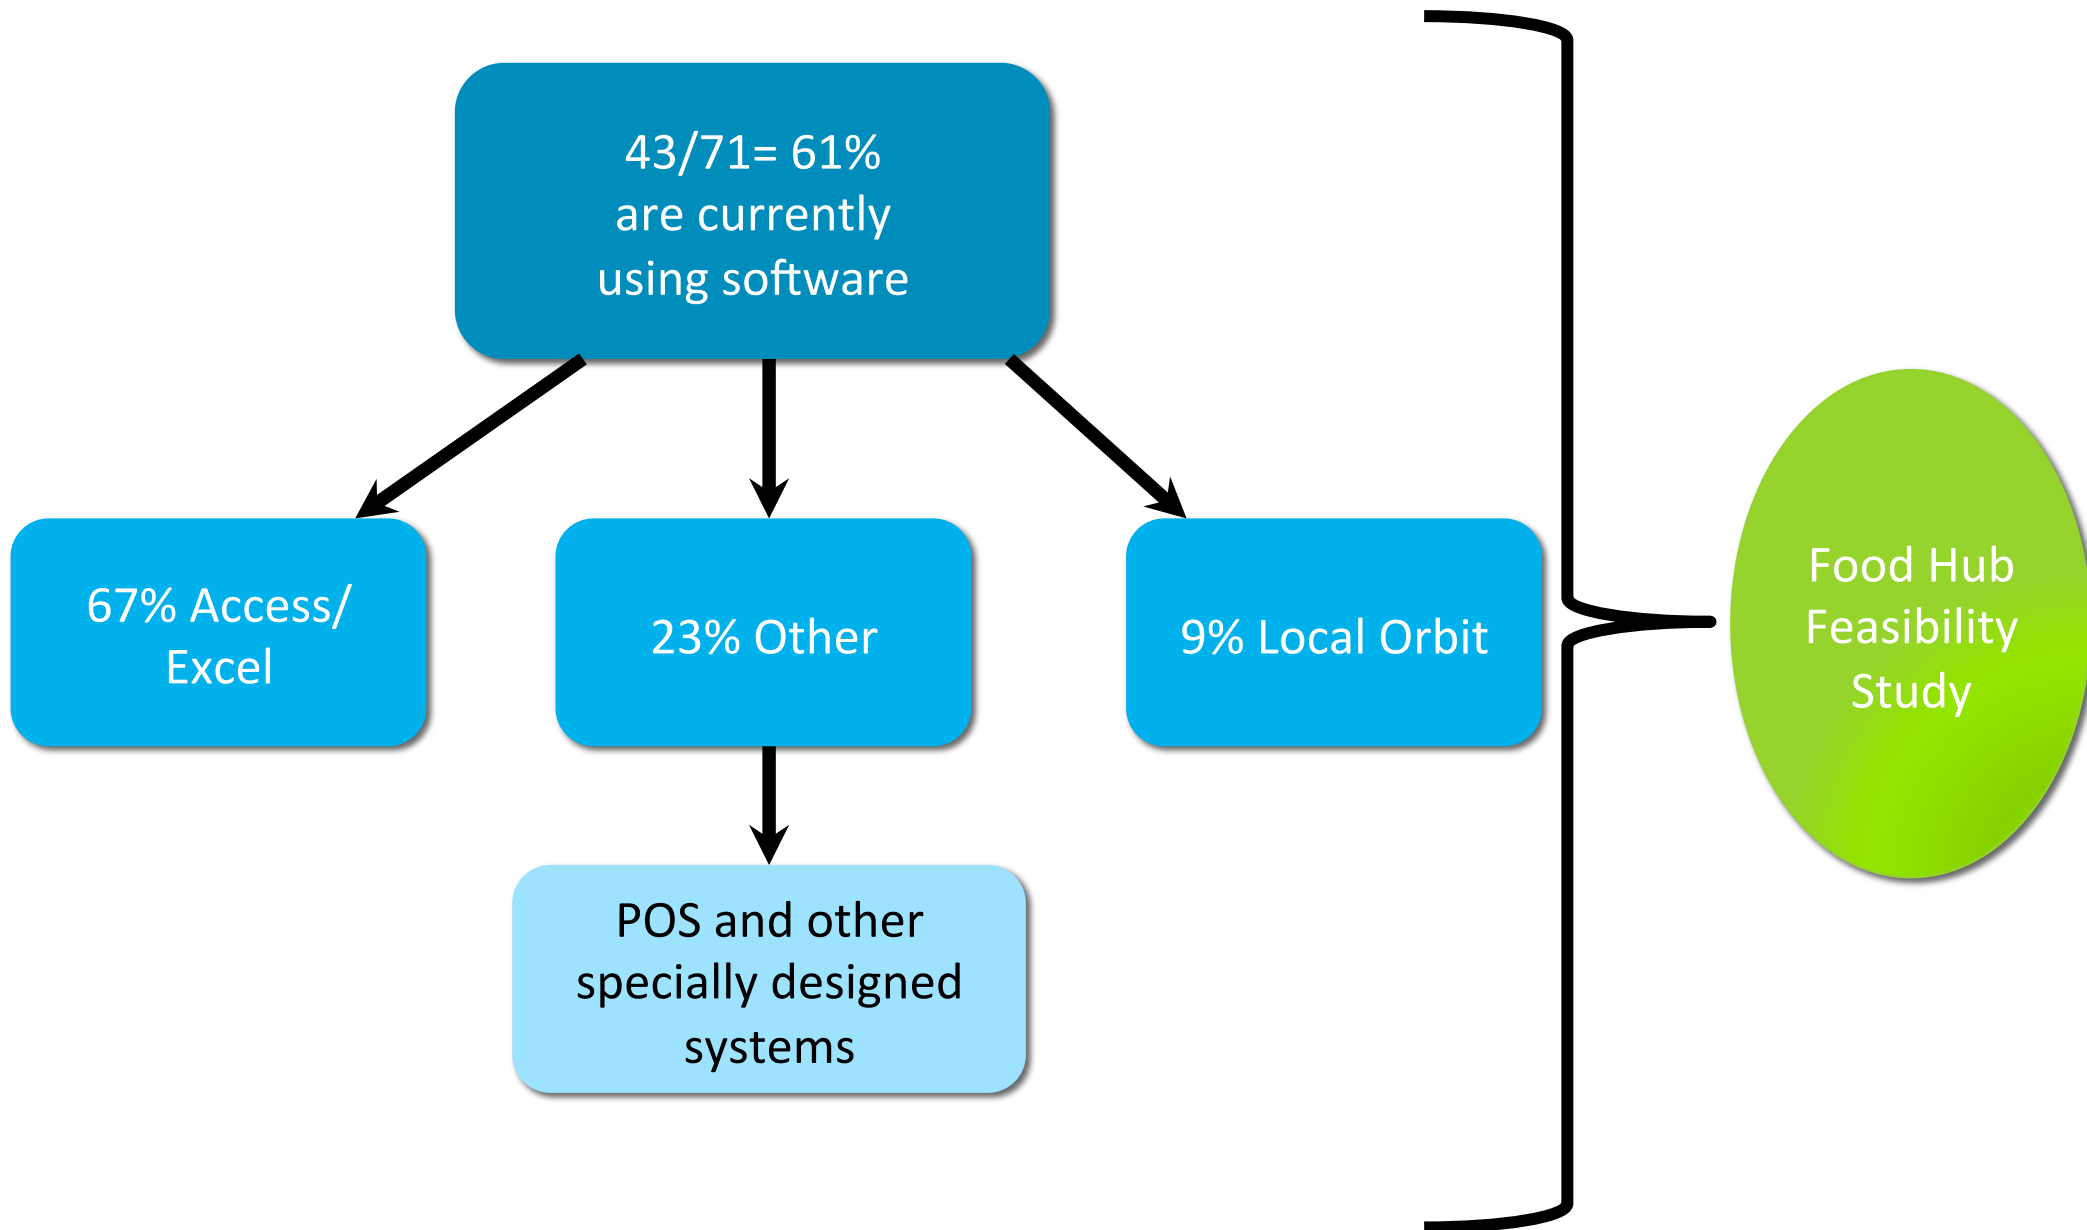 43/71= 61%
are currently
using software
67% Access/
Excel
23% Other
9% Local Orbit
POS and other
specially designed
systems
Food Hub
Feasibility
Study